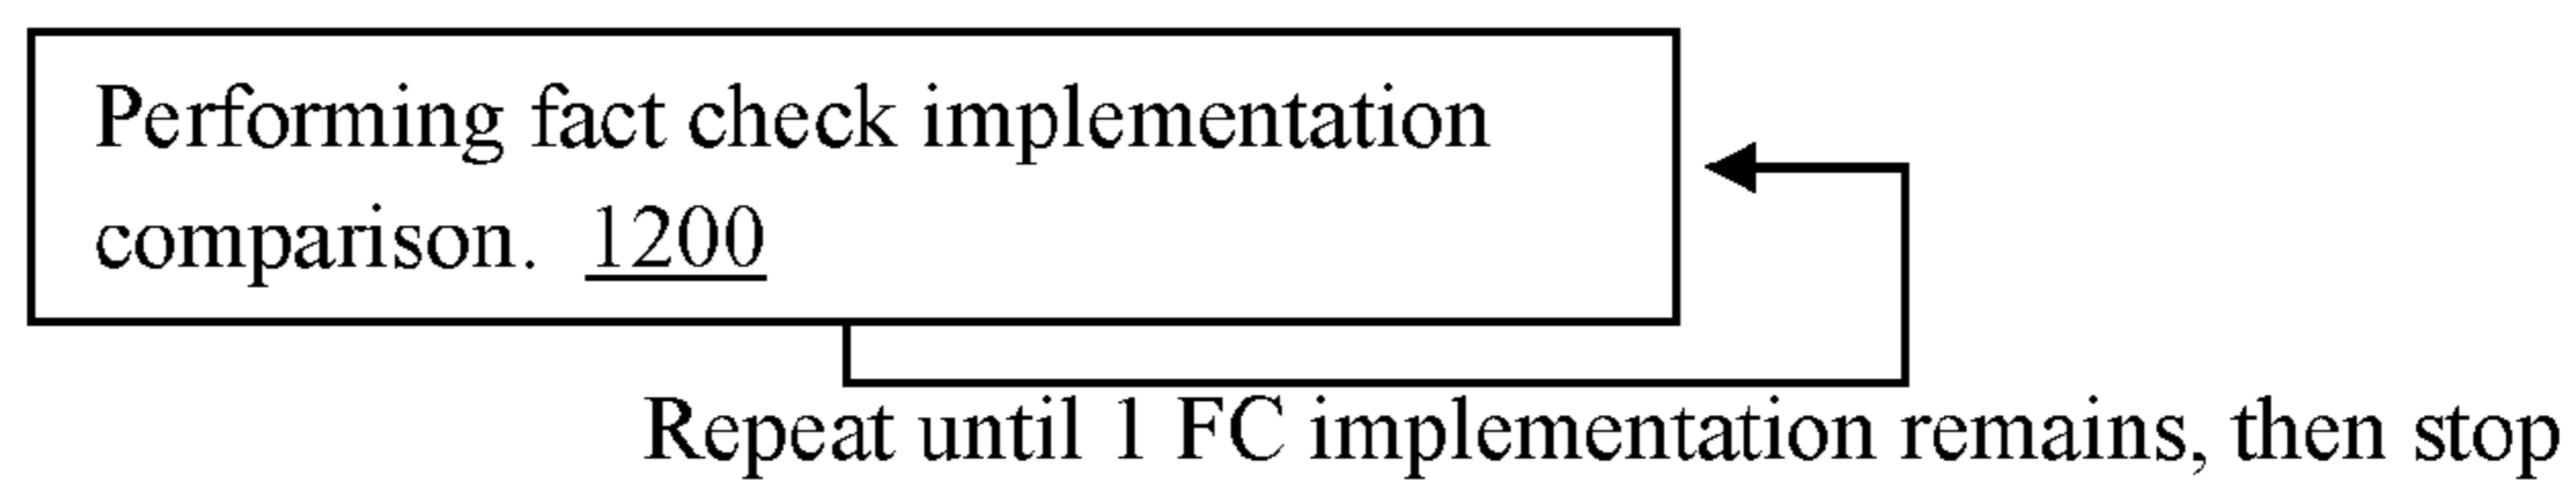 Performing fact check implementation
comparison. 1200
Repeat until 1 FC implementation remains, then stop